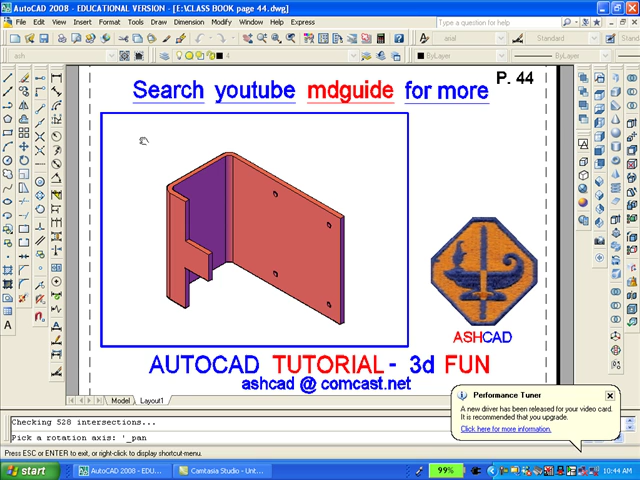 AutoCAD 2008 - EDUCATIONAL VERSION - [E:\CLASS BOOK page 44.dwg]
File Edit View Insert Format Tools Draw Dimension Modify Window Help Express
Type a question for help
arial Standard
ash 4 ByLayer ByLayer
P. 44
Search youtube mdguide for more
ASHCAD
AUTOCAD TUTORIAL - 3d FUN
ashcad @ comcast.net
Model Layout1
Performance Tuner
A new driver has been released for your video card.
It is recommended that you upgrade.
Click here for more information.
Checking 528 intersections...
Pick a rotation axis: '_pan
Press ESC or ENTER to exit, or right-click to display shortcut-menu.
start AutoCAD 2008 - EDU... Camtasia Studio - Unt... 99% 10:44 AM